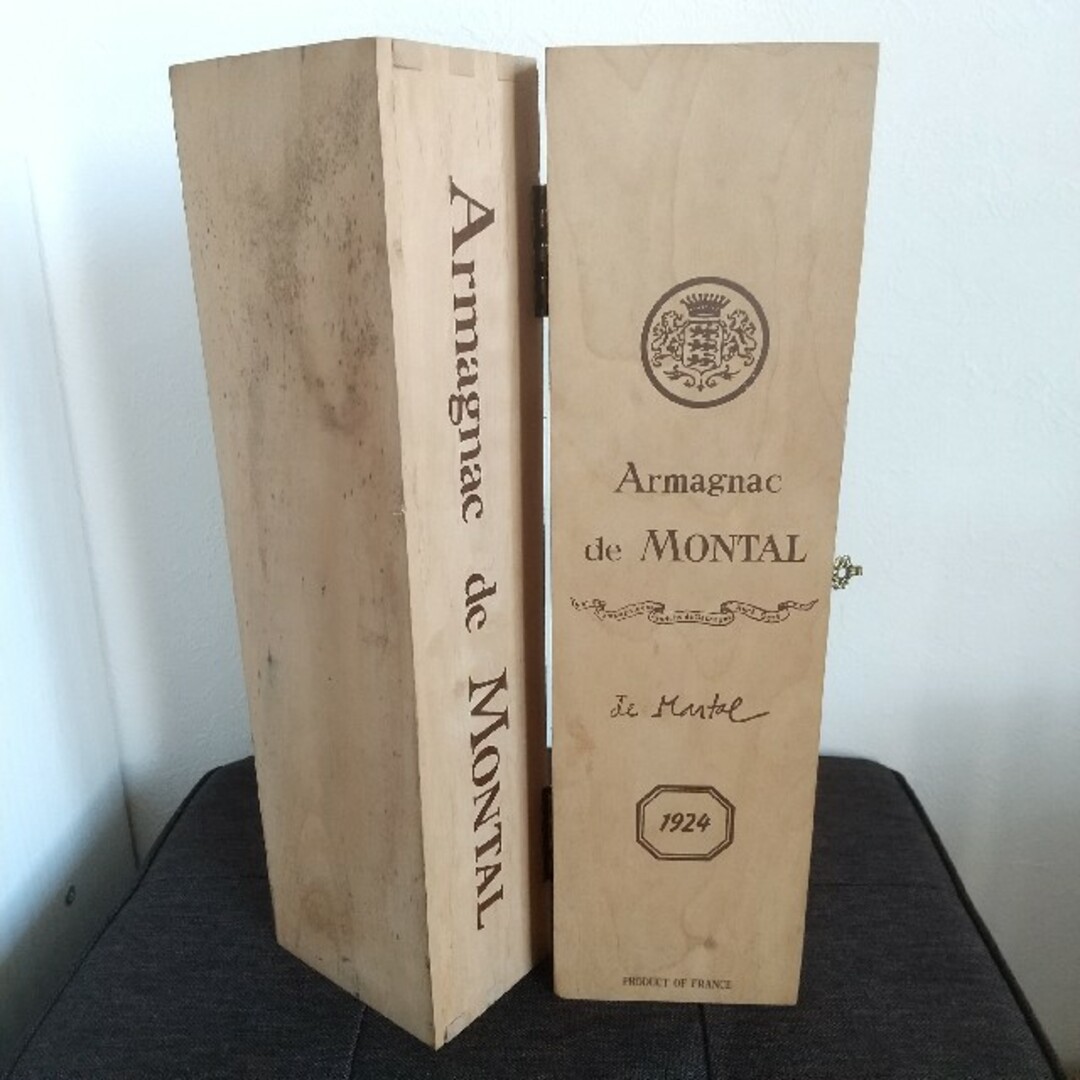 Armagnac de MONTAL
Armagnac
de MONTAL
de Montal
1924
PRODUCT OF FRANCE